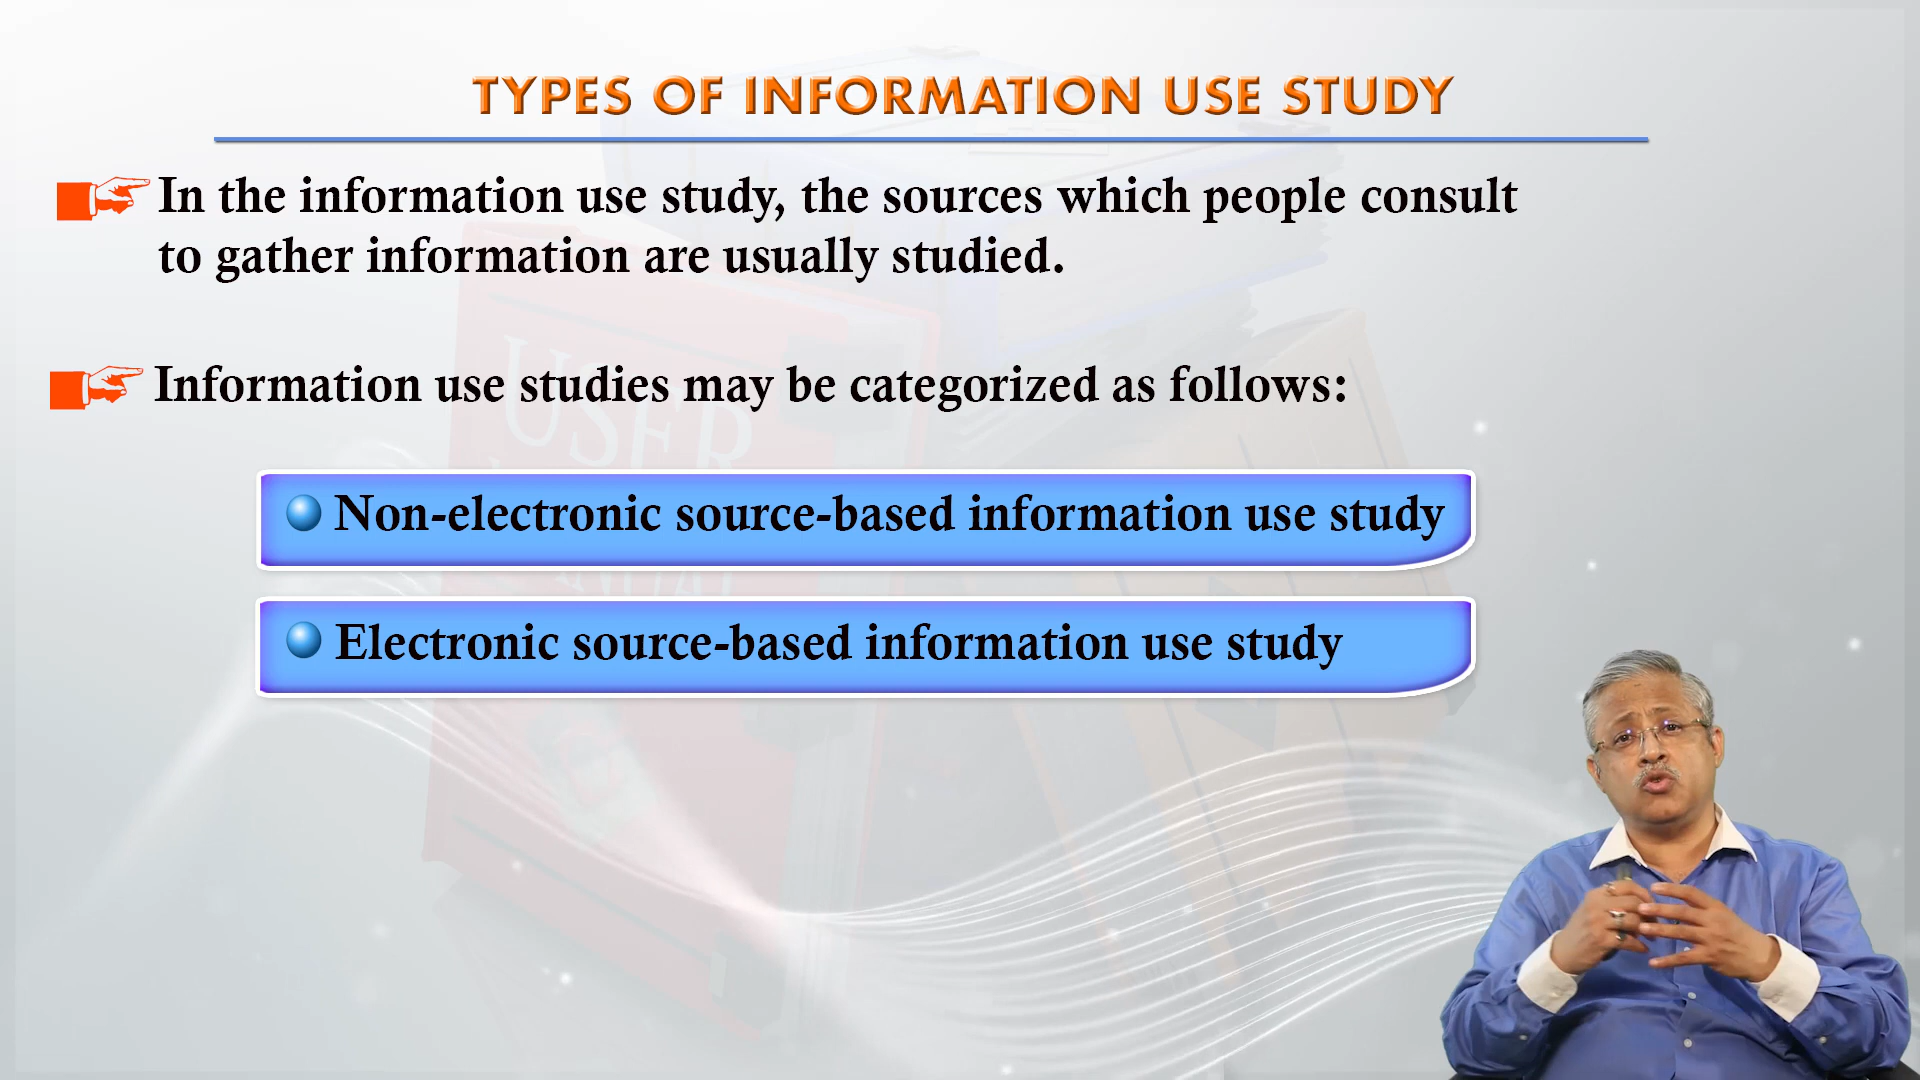 TYPES OF INFORMATION USE STUDY
In the information use study, the sources which people consult
to gather information are usually studied.
Information use studies may be categorized as follows:
USER
Non-electronic source-based information use study
Electronic source-based information use study